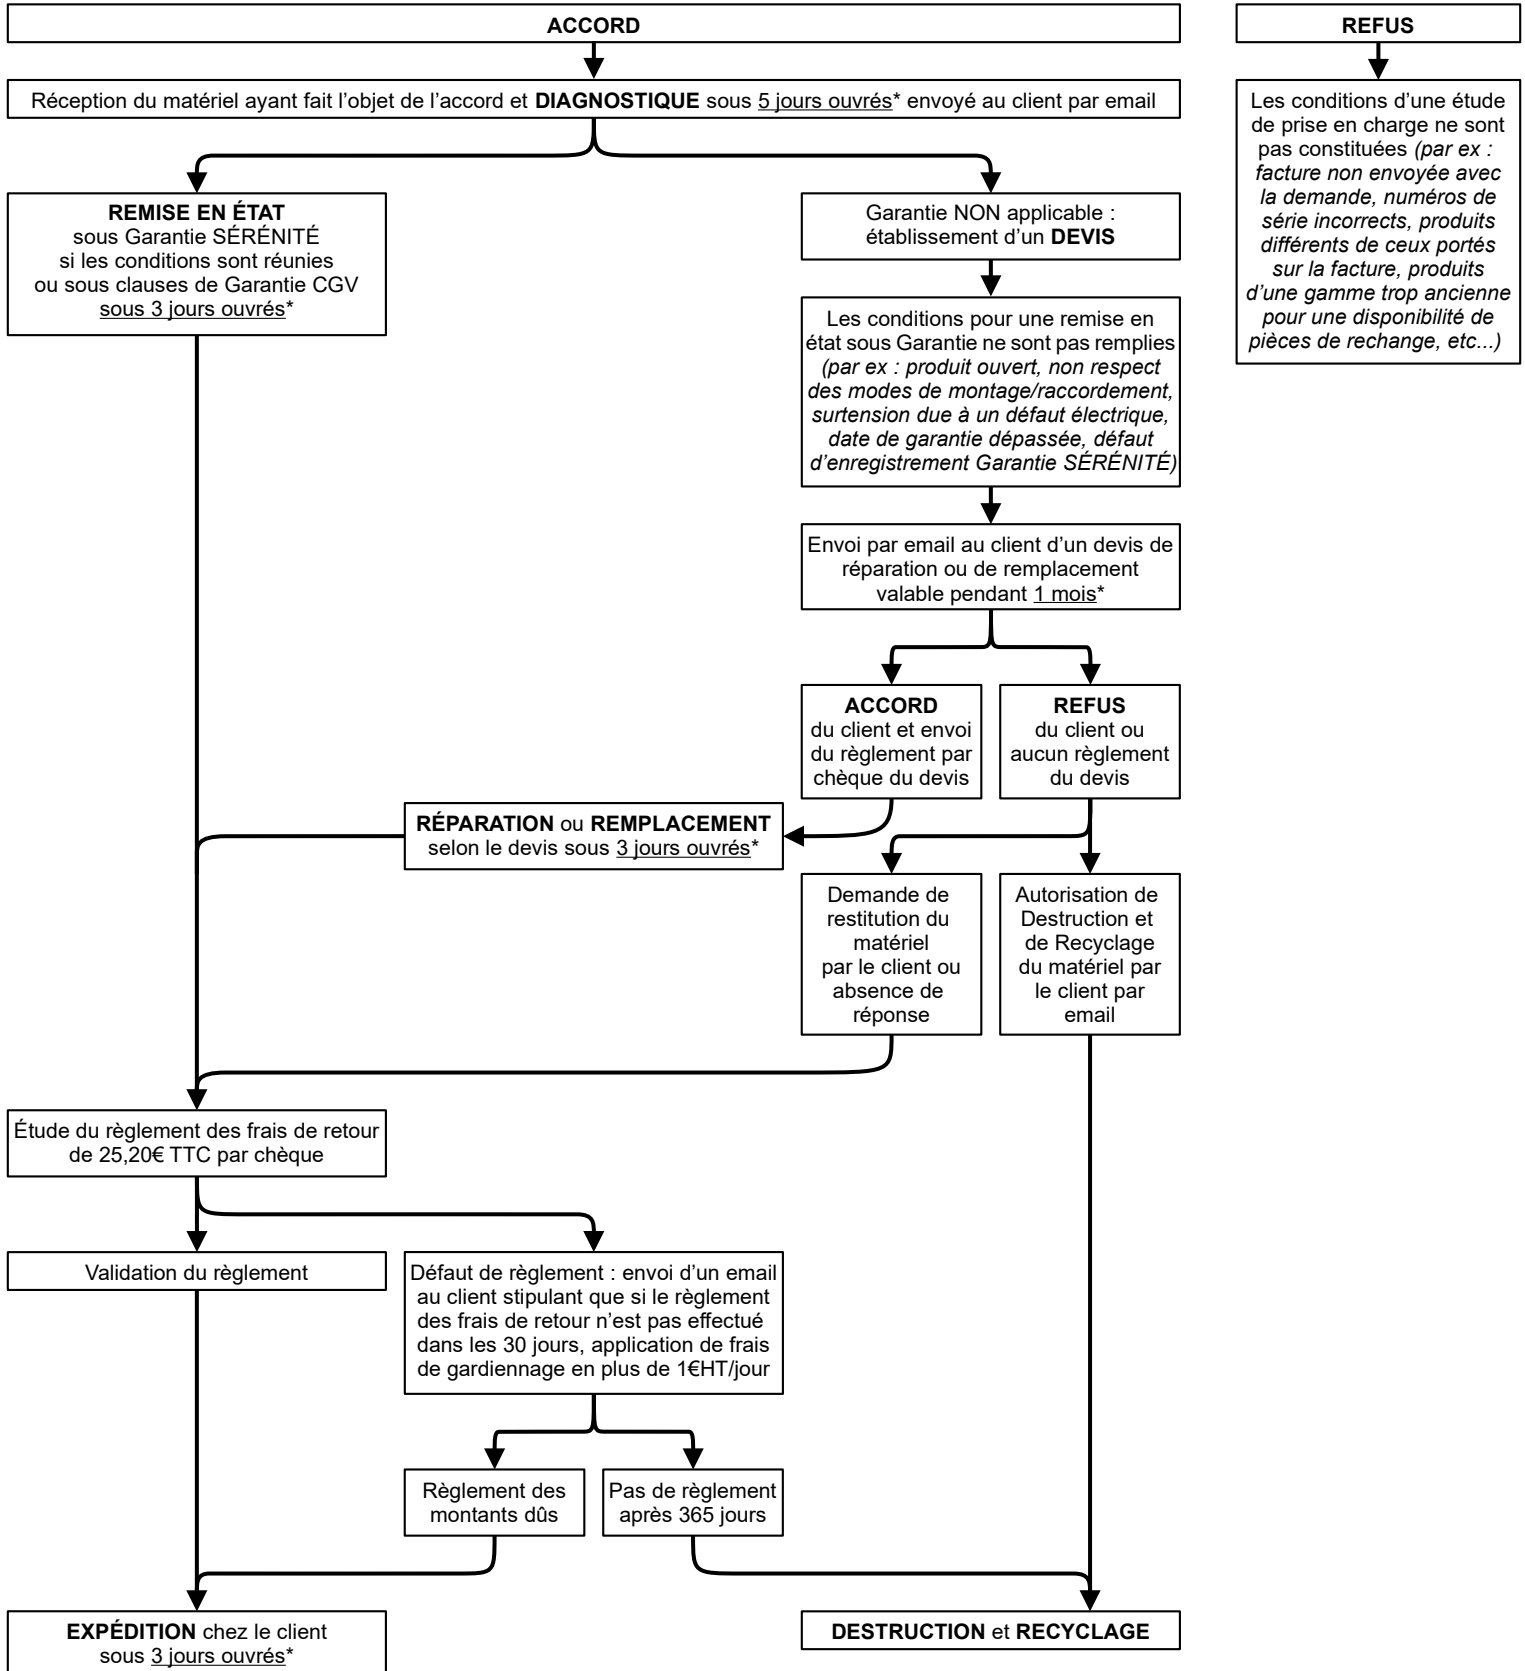 ACCORD
REFUS
Réception du matériel ayant fait l’objet de l’accord et DIAGNOSTIQUE sous 5 jours ouvrés* envoyé au client par email
Les conditions d’une étude
de prise en charge ne sont
pas constituées (par ex :
facture non envoyée avec
la demande, numéros de
série incorrects, produits
différents de ceux portés
sur la facture, produits
d’une gamme trop ancienne
pour une disponibilité de
pièces de rechange, etc...)
REMISE EN ÉTAT
sous Garantie SÉRÉNITÉ
si les conditions sont réunies
ou sous clauses de Garantie CGV
sous 3 jours ouvrés*
Garantie NON applicable :
établissement d’un DEVIS
Les conditions pour une remise en
état sous Garantie ne sont pas remplies
(par ex : produit ouvert, non respect
des modes de montage/raccordement,
surtension due à un défaut électrique,
date de garantie dépassée, défaut
d’enregistrement Garantie SÉRÉNITÉ)
Envoi par email au client d’un devis de
réparation ou de remplacement
valable pendant 1 mois*
ACCORD
du client et envoi
du règlement par
chèque du devis
REFUS
du client ou
aucun règlement
du devis
RÉPARATION ou REMPLACEMENT
selon le devis sous 3 jours ouvrés*
Demande de
restitution du
matériel
par le client ou
absence de
réponse
Autorisation de
Destruction et
de Recyclage
du matériel par
le client par
email
Étude du règlement des frais de retour
de 25,20€ TTC par chèque
Validation du règlement
Défaut de règlement : envoi d’un email
au client stipulant que si le règlement
des frais de retour n’est pas effectué
dans les 30 jours, application de frais
de gardiennage en plus de 1€HT/jour
Règlement des
montants dûs
Pas de règlement
après 365 jours
EXPÉDITION chez le client
sous 3 jours ouvrés*
DESTRUCTION et RECYCLAGE